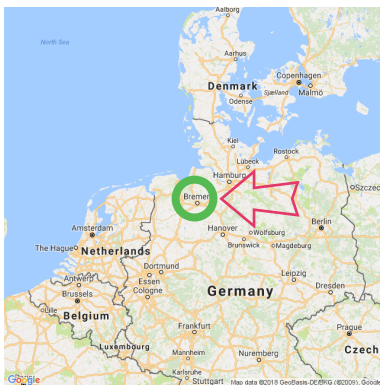 Aalborg
North Sea
Aarhus
Denmark
Copenhagen
Sjælland
Malmö
Odense
Kiel
Rostock
Lübeck
Hamburg
Szczec
Bremen
Amsterdam
Hanover
Berlin
Wolfsburg
The Hague
Netherlands
Brunswick
Magdeburg
Dortmund
Antwerp
Essen
Leipzig
Brussels
Cologne
Germany
Dresden
Lille
Belgium
Frankfurt
Prague
Luxembourg
Mannheim
Nuremberg
Czech
Karlsruhe
Google
Stuttgart
Map data ©2018 GeoBasis-DE/BKG (©2009), Google